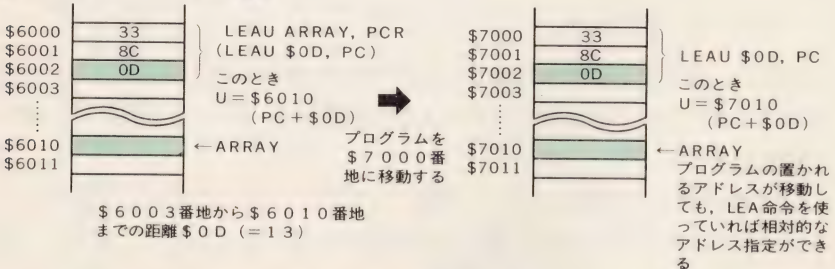 $6000 33 LEAU ARRAY, PCR
$6001 8C (LEAU $0D, PC)
$6002 0D
$6003 このとき
U=$6010
(PC+$0D)
$6010 ←ARRAY
$6011
$6003番地から$6010番地
までの距離$0D (=13)
プログラムを
$7000番
地に移動する
$7000 33
$7001 8C LEAU $0D, PC
$7002 0D
$7003 このとき
U=$7010
(PC+$0D)
$7010 ←ARRAY
$7011
プログラムの置かれ
るアドレスが移動し
ても,LEA命令を使
っていれば相対的な
アドレス指定ができ
る